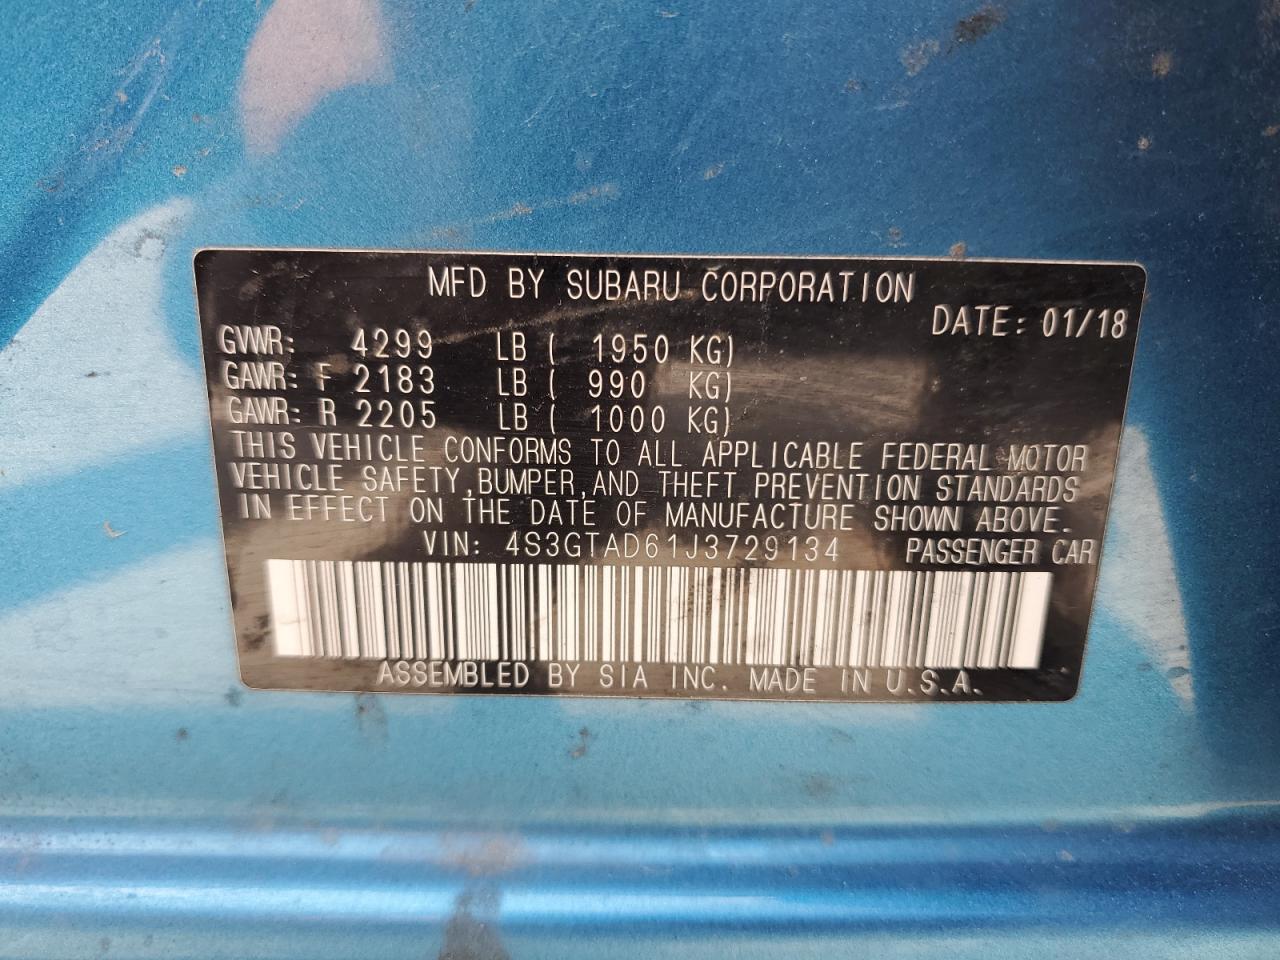 MFD BY SUBARU CORPORATION
DATE: 01/18
GVWR: 4299 LB ( 1950 KG)
GAWR: F 2183 LB ( 990 KG)
GAWR: R 2205 LB ( 1000 KG)
THIS VEHICLE CONFORMS TO ALL APPLICABLE FEDERAL MOTOR
VEHICLE SAFETY, BUMPER, AND THEFT PREVENTION STANDARDS
IN EFFECT ON THE DATE OF MANUFACTURE SHOWN ABOVE.
VIN: 4S3GTAD61J3729134 PASSENGER CAR
ASSEMBLED BY SIA INC. MADE IN U.S.A.